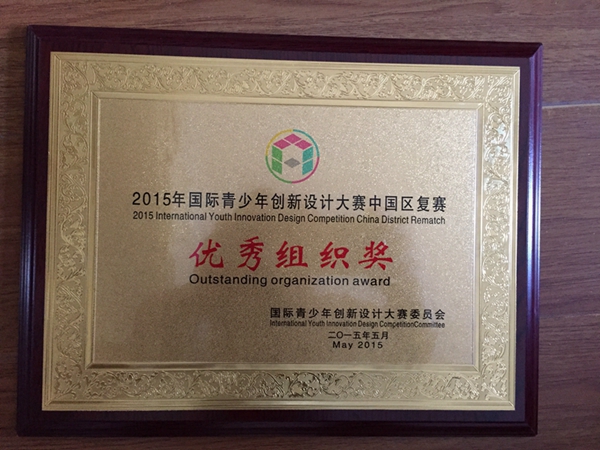 2015年国际青少年创新设计大赛中国区复赛
2015 International Youth Innovation Design Competition China District Rematch
优秀组织奖
Outstanding organization award
国际青少年创新设计大赛委员会
International Youth Innovation Design CompetitionCommittee
二〇一五年五月
May 2015